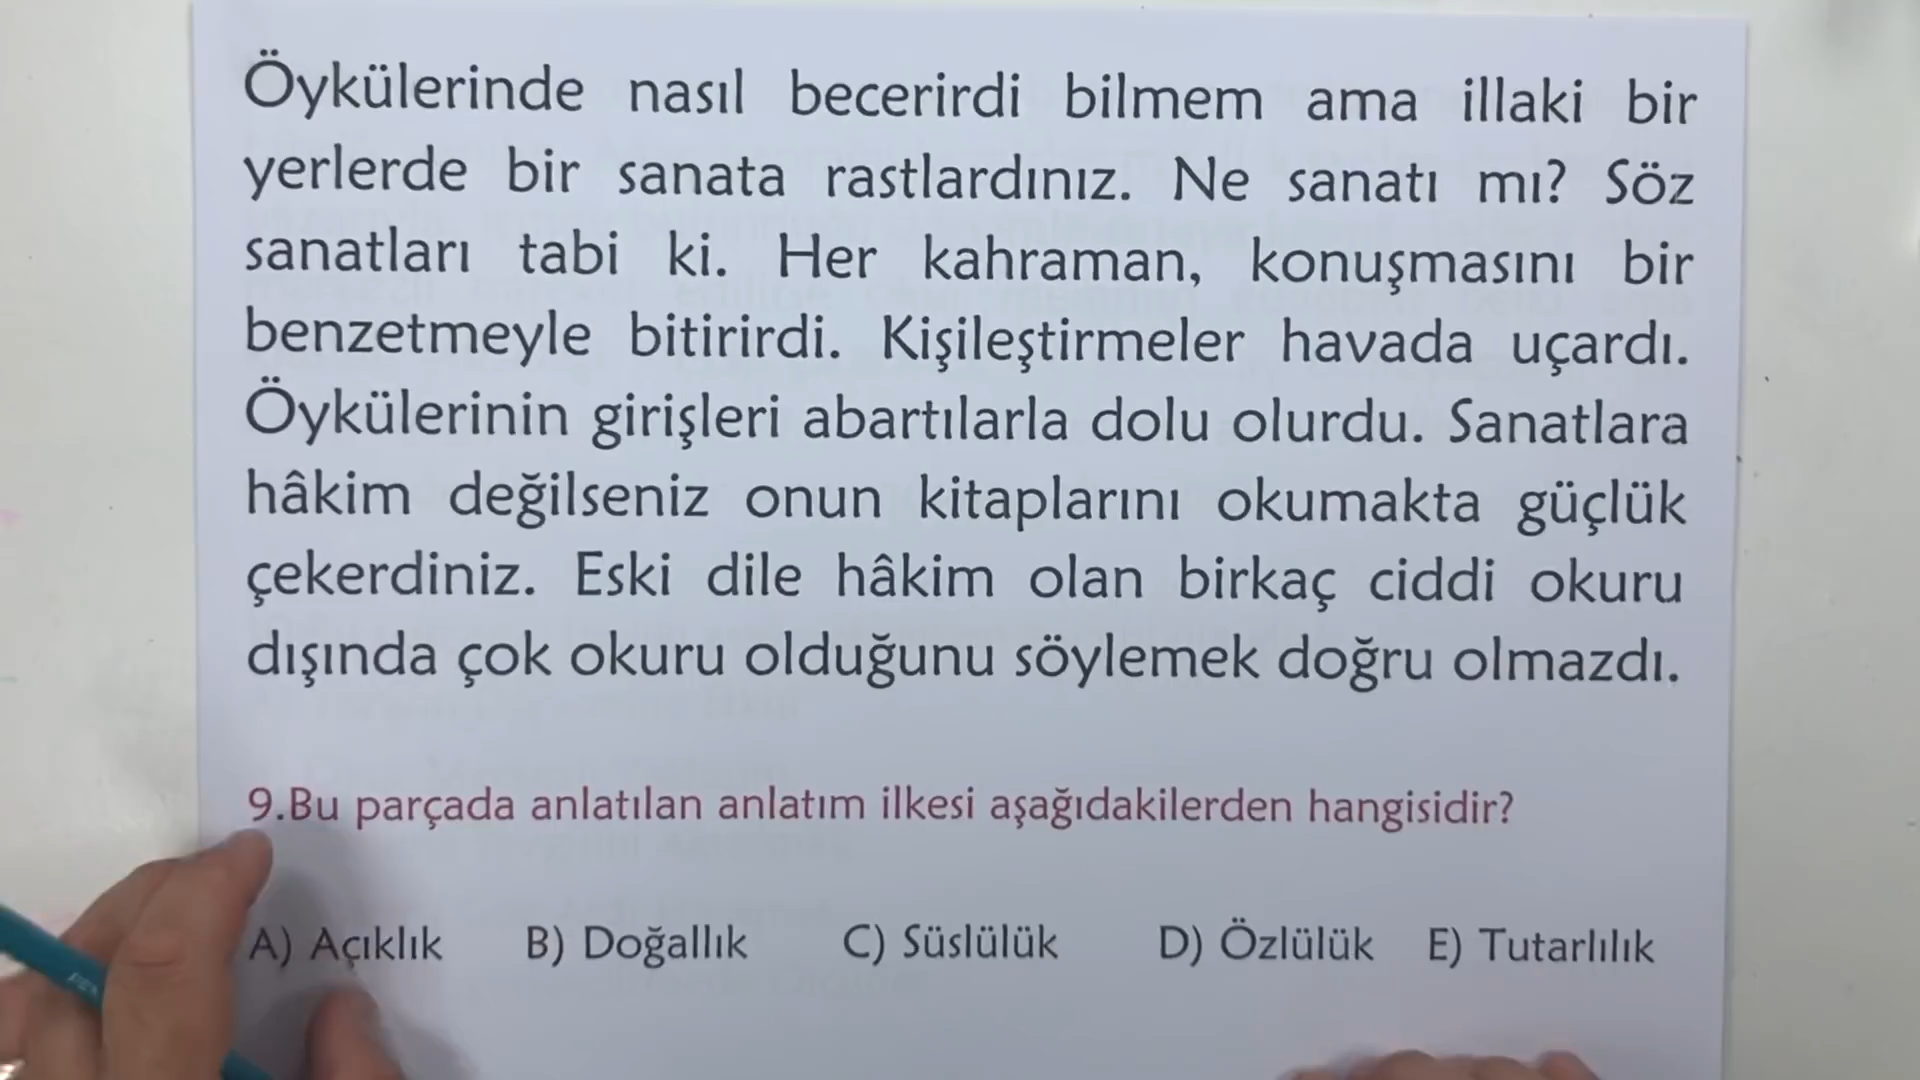 Öykülerinde nasıl becerirdi bilmem ama illaki bir
yerlerde bir sanata rastlardınız. Ne sanatı mı? Söz
sanatları tabi ki. Her kahraman, konuşmasını bir
benzetmeyle bitirirdi. Kişileştirmeler havada uçardı.
Öykülerinin girişleri abartılarla dolu olurdu. Sanatlara
hâkim değilseniz onun kitaplarını okumakta güçlük
çekerdiniz. Eski dile hâkim olan birkaç ciddi okuru
dışında çok okuru olduğunu söylemek doğru olmazdı.
9.Bu parçada anlatılan anlatım ilkesi aşağıdakilerden hangisidir?
A) Açıklık B) Doğallık C) Süslülük D) Özlülük E) Tutarlılık